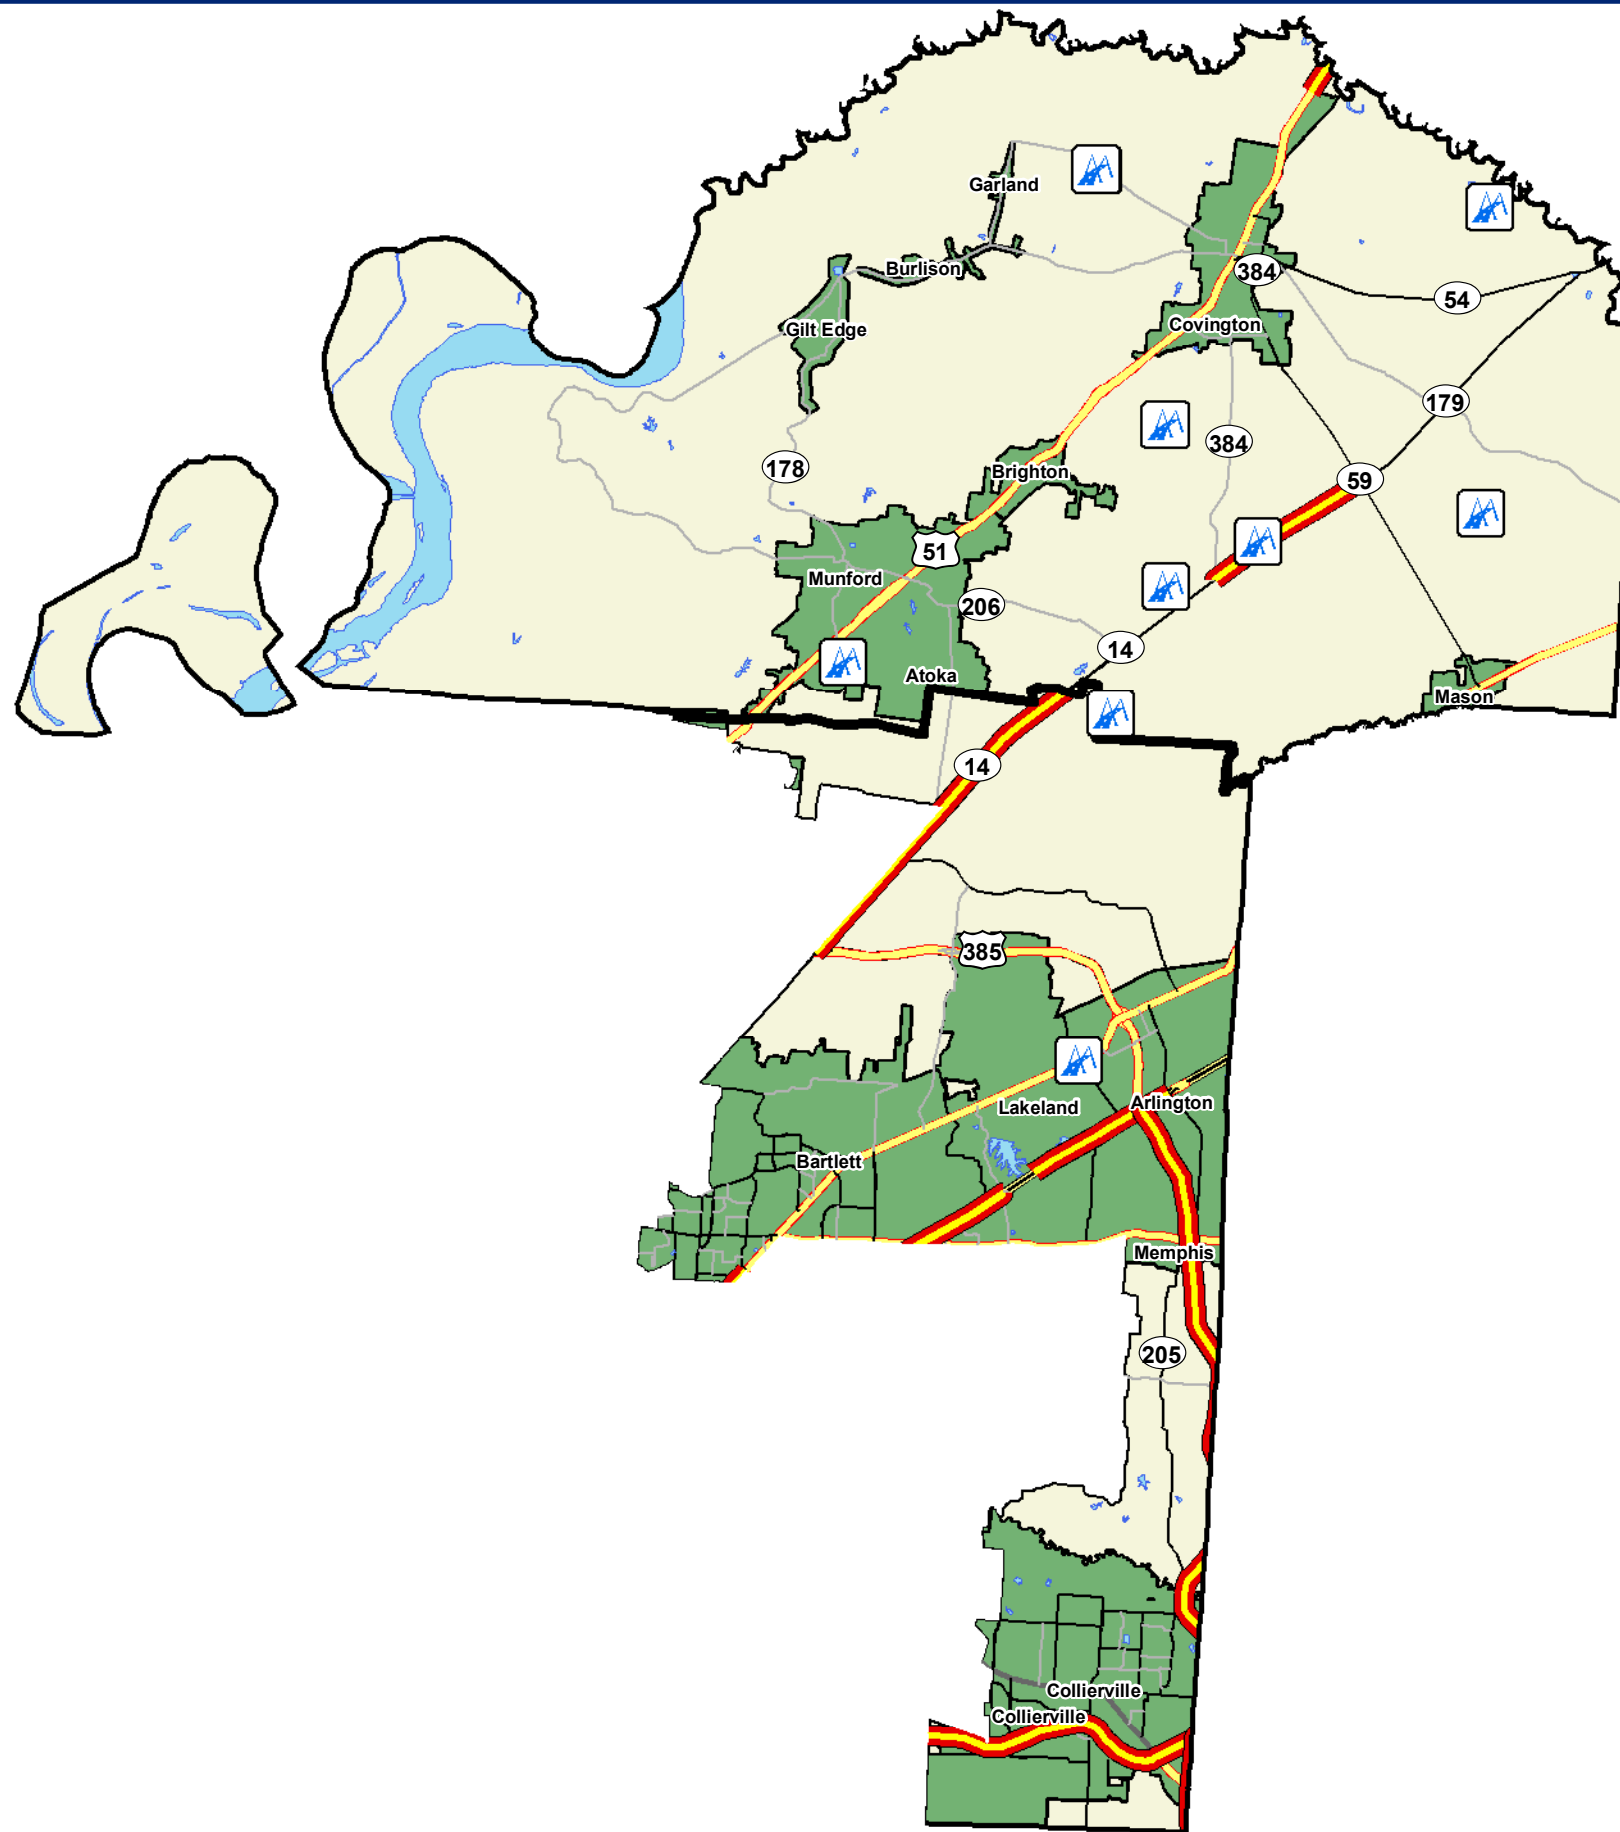 Garland
Burlison
384
54
Gilt Edge
Covington
179
384
178
Brighton
59
51
Munford
206
14
Atoka
Mason
14
385
Lakeland
Arlington
Bartlett
Memphis
205
Collierville
Collierville